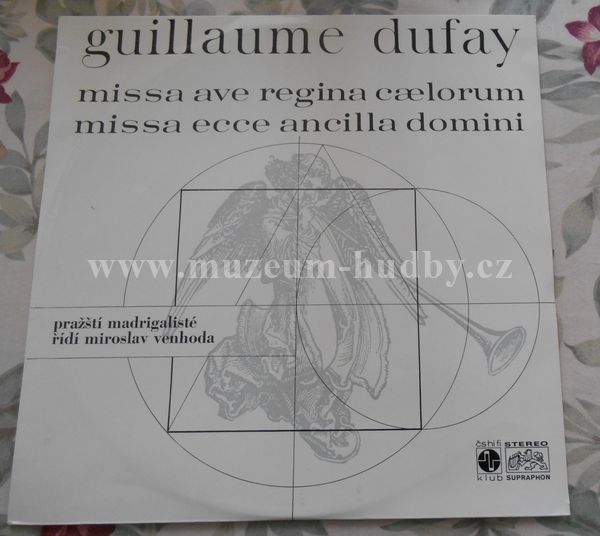 guillaume dufay
missa ave regina cælorum
missa ecce ancilla domini
www.muzeum-hudby.cz
pražští madrigalisté
řídí miroslav venhoda
čshifi STEREO
klub SUPRAPHON